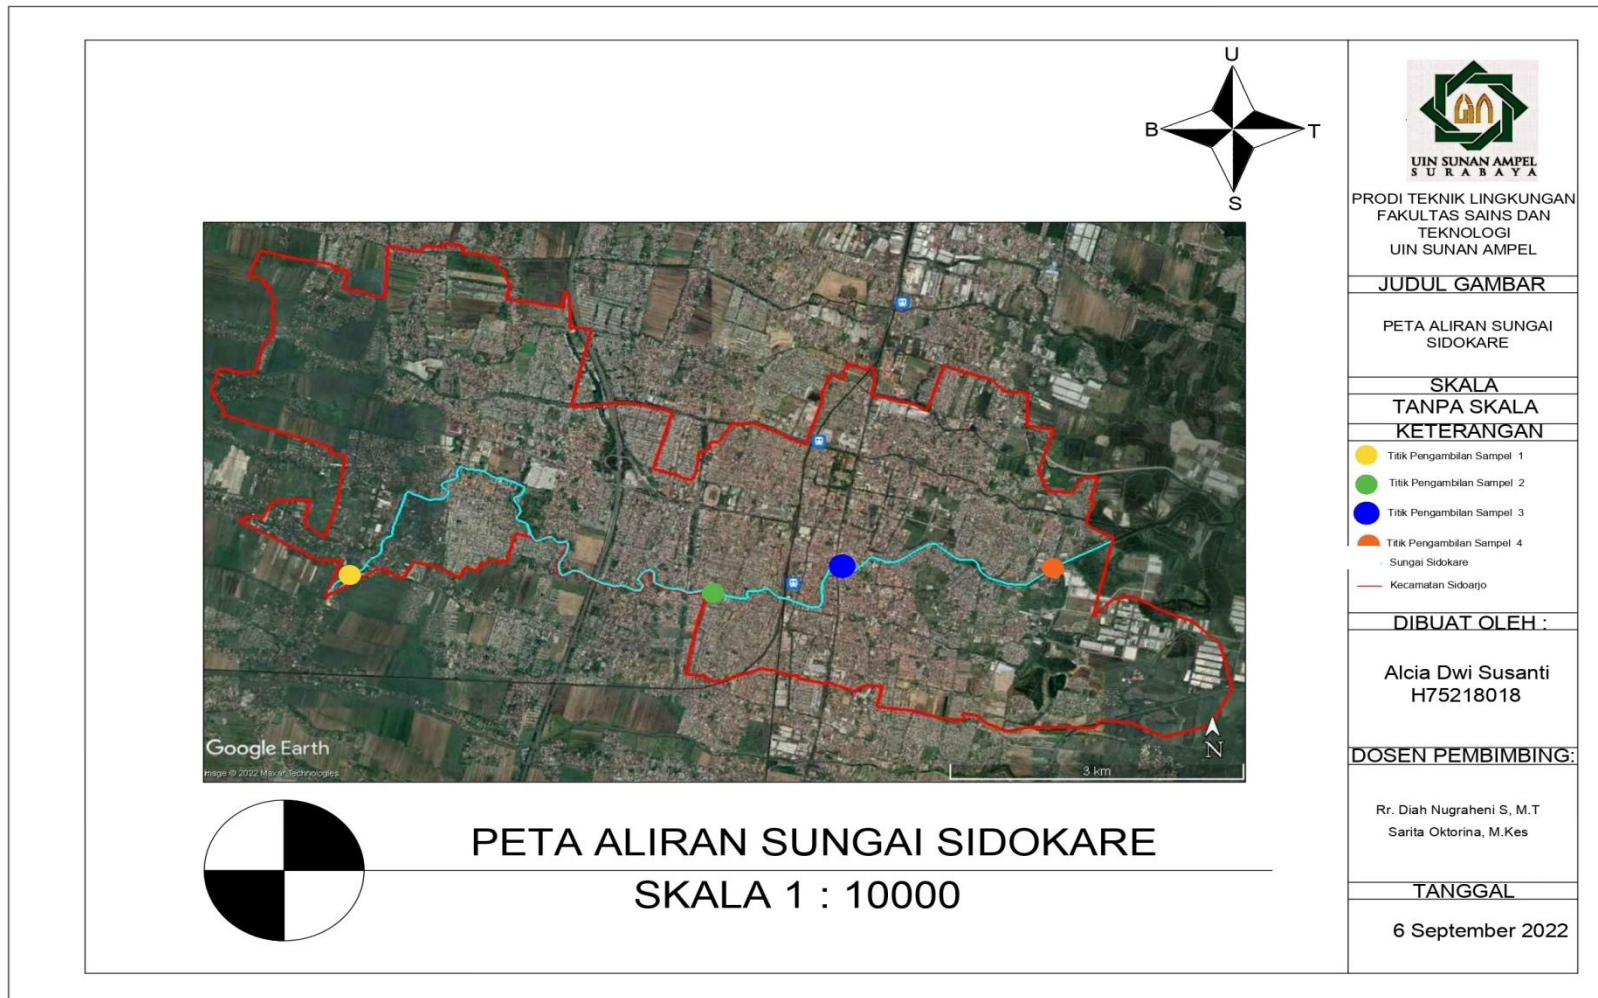 U
B
T
S
Google Earth
Image © 2022 Maxar Technologies
3 km
N
PETA ALIRAN SUNGAI SIDOKARE
SKALA 1 : 10000
UIN SUNAN AMPEL
SURABAYA
PRODI TEKNIK LINGKUNGAN
FAKULTAS SAINS DAN
TEKNOLOGI
UIN SUNAN AMPEL
JUDUL GAMBAR
PETA ALIRAN SUNGAI
SIDOKARE
SKALA
TANPA SKALA
KETERANGAN
Titik Pengambilan Sampel 1
Titik Pengambilan Sampel 2
Titik Pengambilan Sampel 3
Titik Pengambilan Sampel 4
Sungai Sidokare
Kecamatan Sidoarjo
DIBUAT OLEH :
Alcia Dwi Susanti
H75218018
DOSEN PEMBIMBING:
Rr. Diah Nugraheni S, M.T
Sarita Oktorina, M.Kes
TANGGAL
6 September 2022